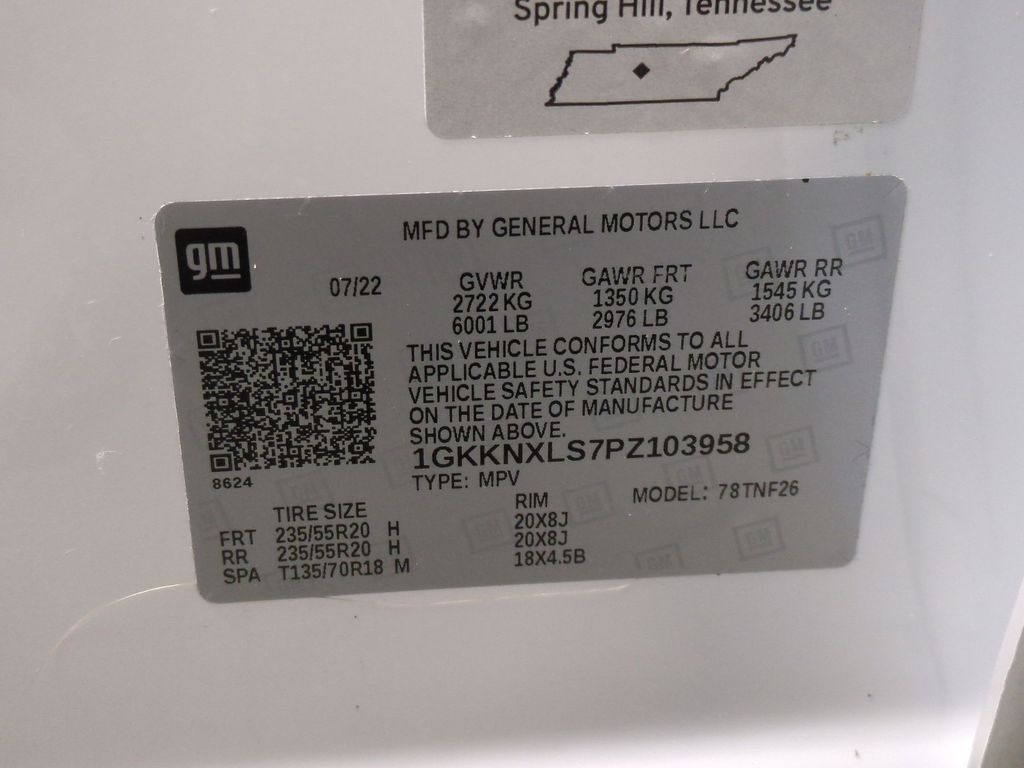 Spring Hill, Tennessee
MFD BY GENERAL MOTORS LLC
gm
07/22
GVWR GAWR FRT GAWR RR
2722 KG 1350 KG 1545 KG
6001 LB 2976 LB 3406 LB
THIS VEHICLE CONFORMS TO ALL
APPLICABLE U.S. FEDERAL MOTOR
VEHICLE SAFETY STANDARDS IN EFFECT
ON THE DATE OF MANUFACTURE
SHOWN ABOVE.
1GKKNXLS7PZ103958
8624
TYPE: MPV MODEL: 78TNF26
TIRE SIZE RIM
FRT 235/55R20 H 20X8J
RR 235/55R20 H 20X8J
SPA T135/70R18 M 18X4.5B